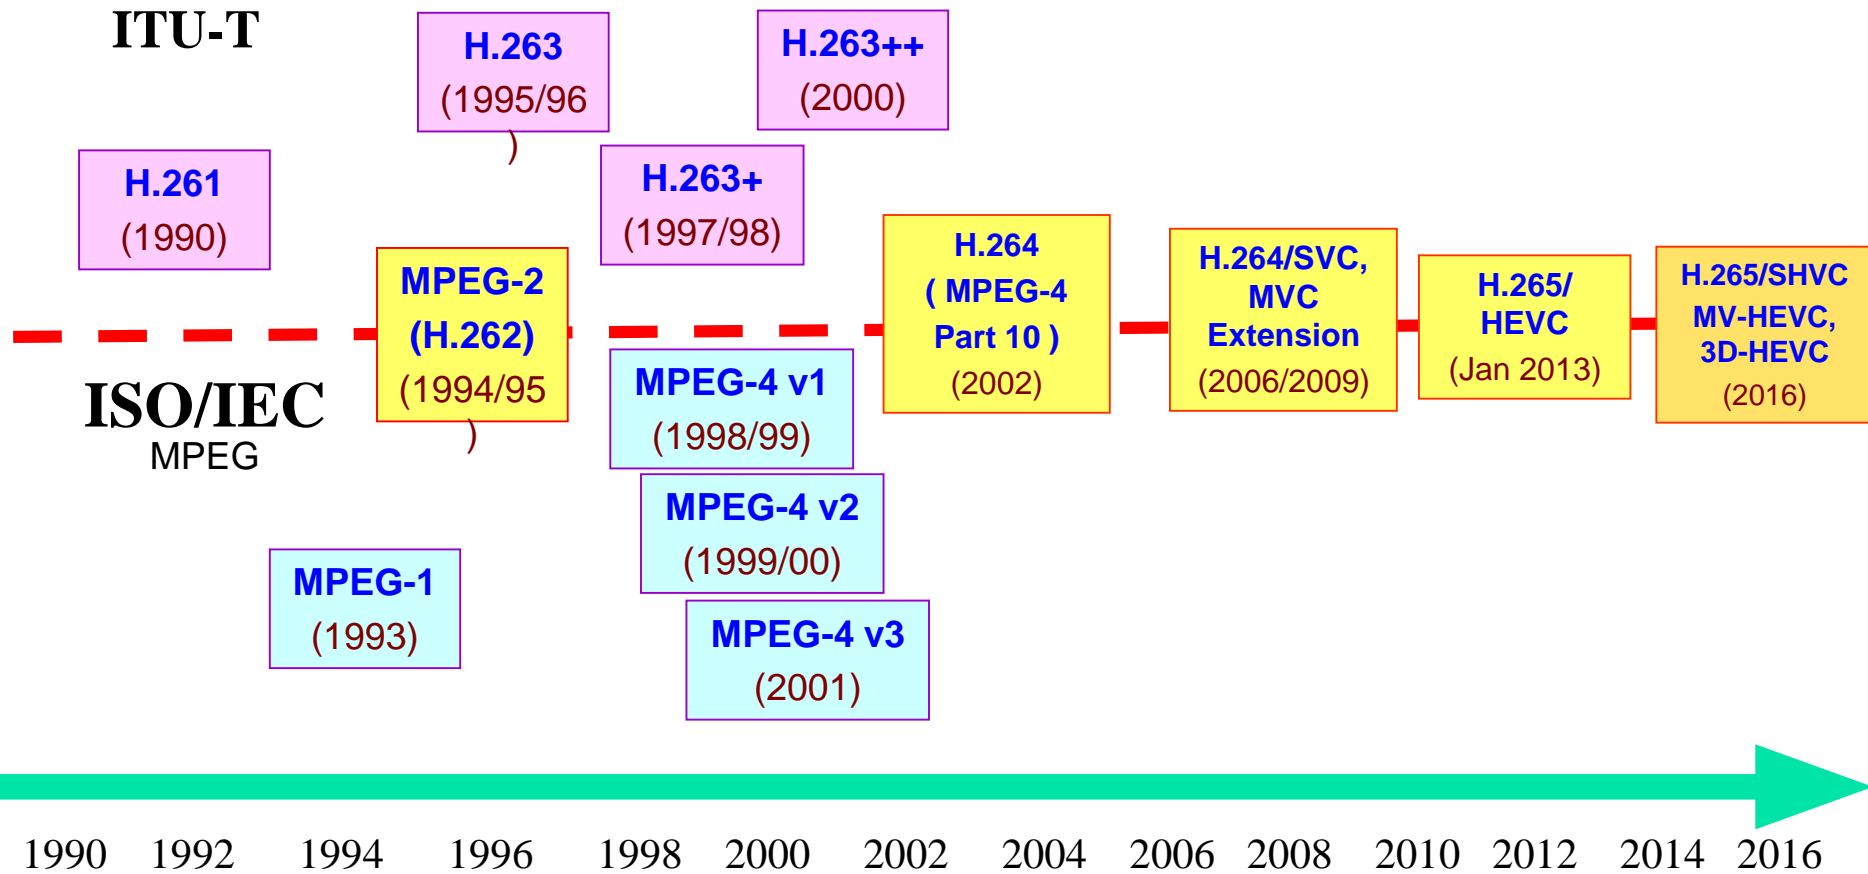 ITU-T
H.263
(1995/96
)
H.263++
(2000)
H.261
(1990)
H.263+
(1997/98)
MPEG-2
(H.262)
(1994/95
)
H.264
( MPEG-4
Part 10 )
(2002)
H.264/SVC,
MVC
Extension
(2006/2009)
H.265/
HEVC
(Jan 2013)
H.265/SHVC
MV-HEVC,
3D-HEVC
(2016)
ISO/IEC
MPEG
MPEG-4 v1
(1998/99)
MPEG-4 v2
(1999/00)
MPEG-1
(1993)
MPEG-4 v3
(2001)
1990 1992 1994 1996 1998 2000 2002 2004 2006 2008 2010 2012 2014 2016